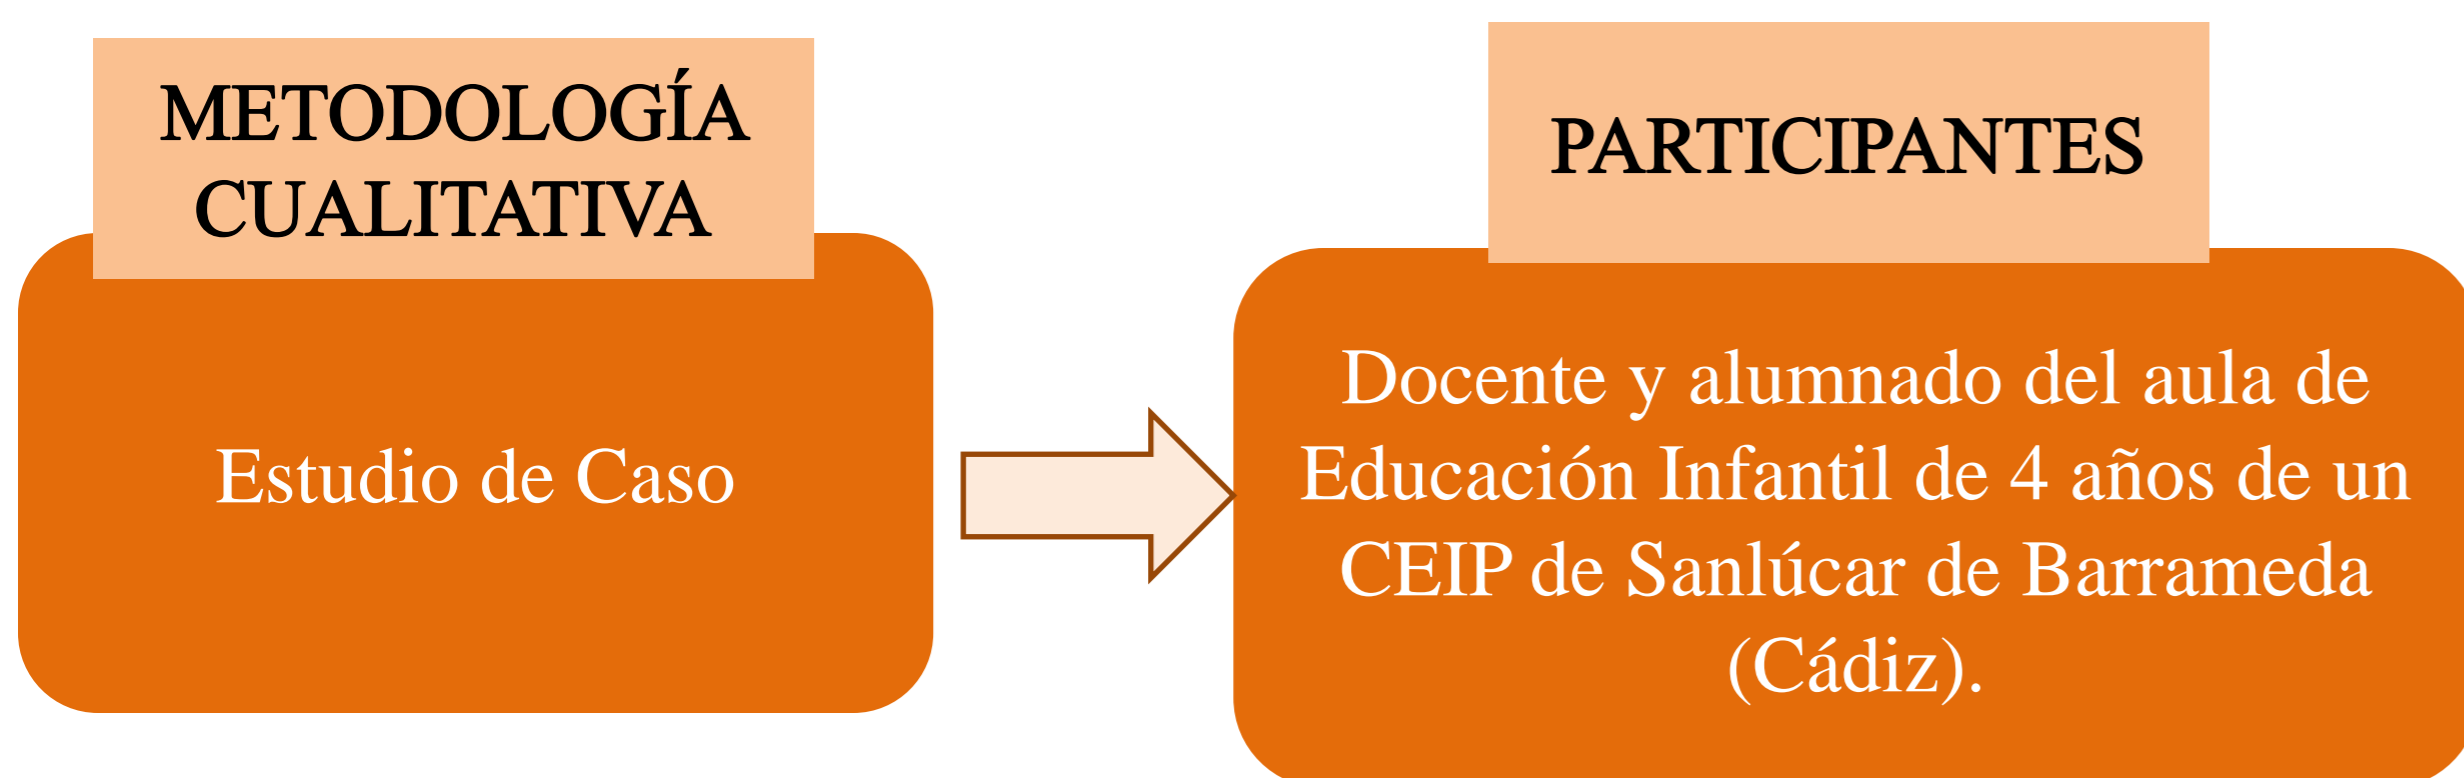 METODOLOGÍA
CUALITATIVA
Estudio de Caso
PARTICIPANTES
Docente y alumnado del aula de
Educación Infantil de 4 años de un
CEIP de Sanlúcar de Barrameda
(Cádiz).